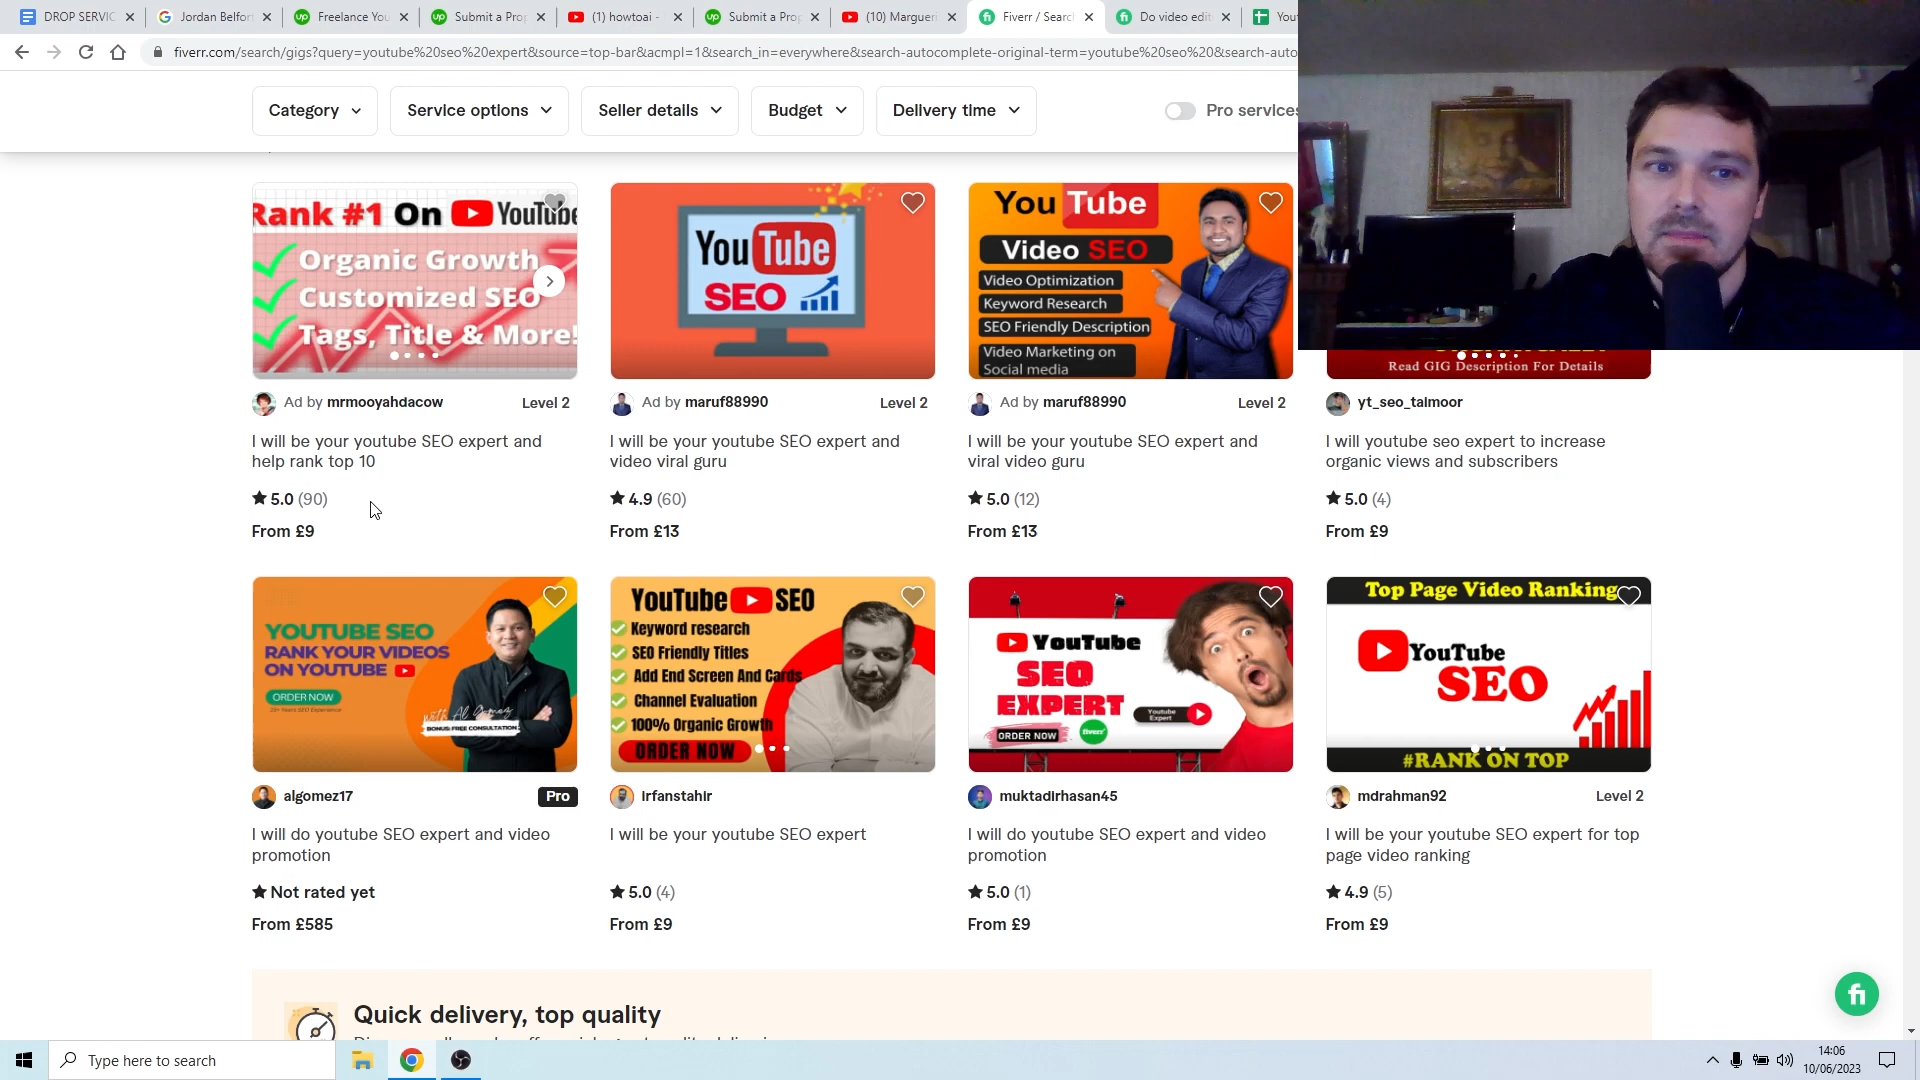 DROP SERVIC
Jordan Belfor
Freelance You
Submit a Prop
(1) howtoai -
Submit a Prop
(10) Margueri
Fiverr / Searc
Do video edit
Yout
fiverr.com/search/gigs?query=youtube%20seo%20expert&source=top-bar&acmpl=1&search_in=everywhere&search-autocomplete-original-term=youtube%20seo%20&search-auto
Category
Service options
Seller details
Budget
Delivery time
Pro services
Rank #1 On YouTube
Organic Growth
Customized SEO
Tags, Title & More!
YouTube
SEO
You Tube
Video SEO
Video Optimization
Keyword Research
SEO Friendly Description
Video Marketing on
Social media
Read GIG Description For Details
Ad by mrmooyahdacow
Level 2
Ad by maruf88990
Level 2
Ad by maruf88990
Level 2
yt_seo_taimoor
I will be your youtube SEO expert and
help rank top 10
I will be your youtube SEO expert and
video viral guru
I will be your youtube SEO expert and
viral video guru
I will youtube seo expert to increase
organic views and subscribers
5.0 (90)
4.9 (60)
5.0 (12)
5.0 (4)
From £9
From £13
From £13
From £9
YOUTUBE SEO
RANK YOUR VIDEOS
ON YOUTUBE
ORDER NOW
with Al Gomez
BONUS: FREE CONSULTATION
YouTube SEO
Keyword research
SEO Friendly Titles
Add End Screen And Cards
Channel Evaluation
100% Organic Growth
ORDER NOW
YouTube
SEO
EXPERT
Youtube
Expert
ORDER NOW
fiverr
Top Page Video Ranking
YouTube
SEO
#RANK ON TOP
algomez17
Pro
irfanstahir
muktadirhasan45
mdrahman92
Level 2
I will do youtube SEO expert and video
promotion
I will be your youtube SEO expert
I will do youtube SEO expert and video
promotion
I will be your youtube SEO expert for top
page video ranking
Not rated yet
5.0 (4)
5.0 (1)
4.9 (5)
From £585
From £9
From £9
From £9
Quick delivery, top quality
fi
Type here to search
14:06
10/06/2023